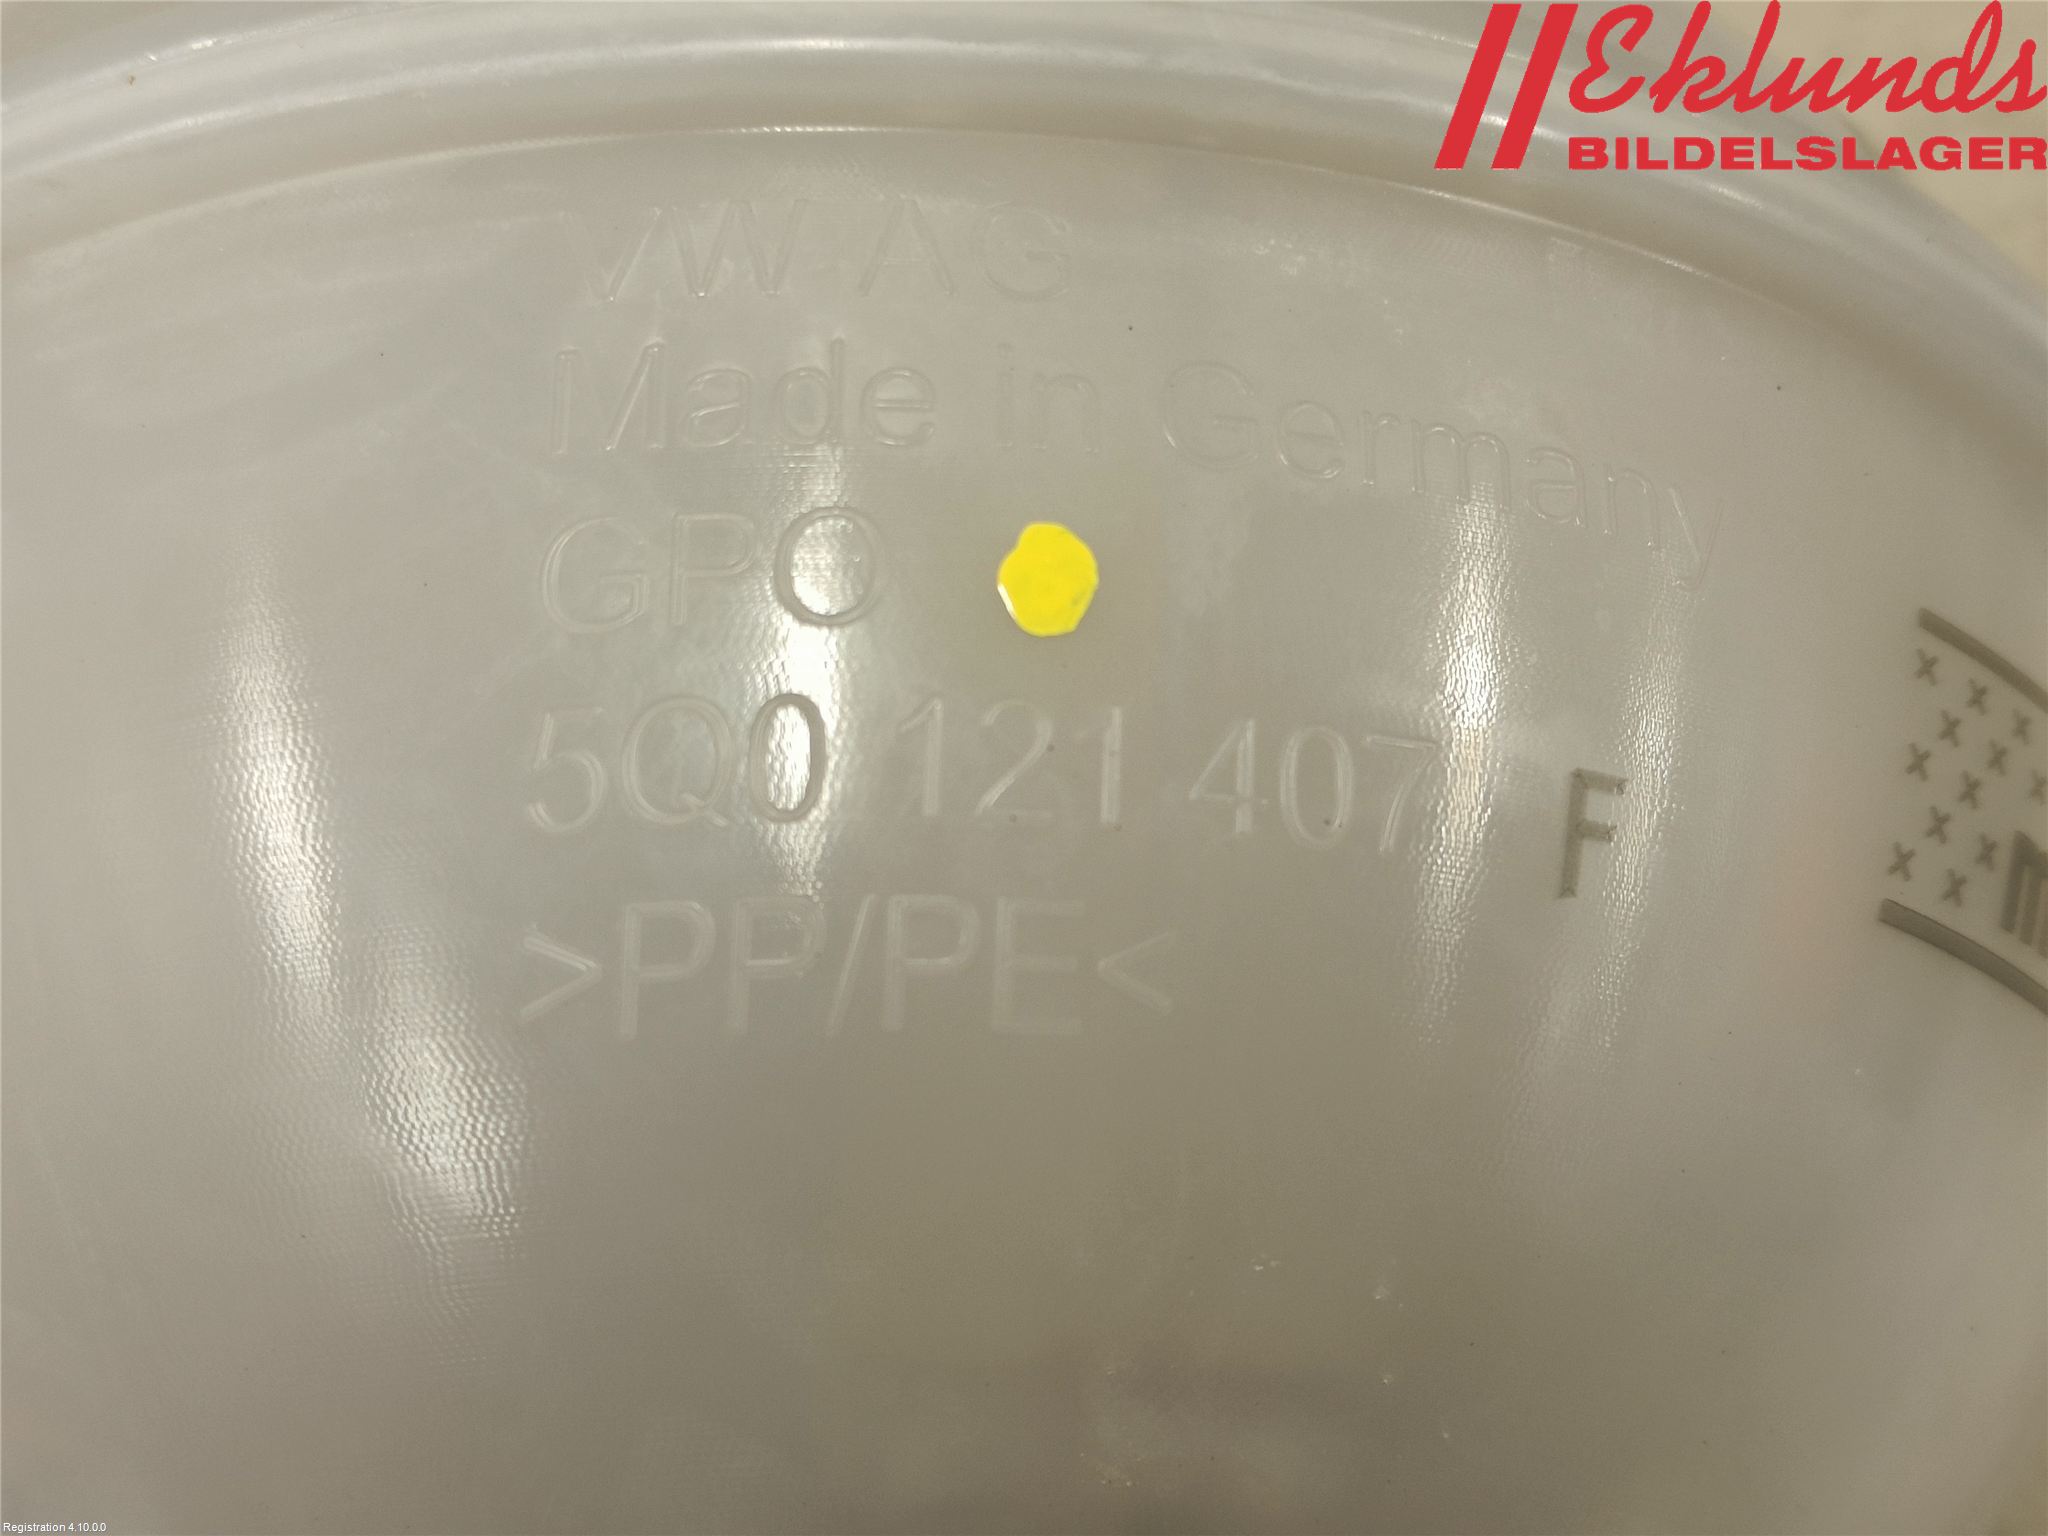 Eklunds
BILDELSLAGER
VW AG
Made in Germany
GPO
5Q0 121 407 F
>PP/PE<
Registration 4.10.0.0